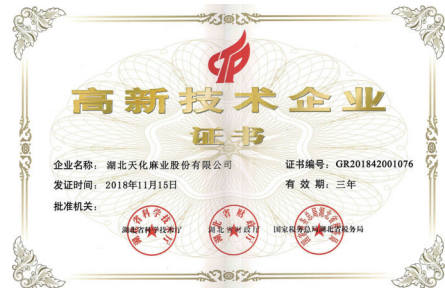 高新技术企业
证书
企业名称：湖北天化麻业股份有限公司 证书编号：GR201842001076
发证时间：2018年11月15日 有效期：三年
批准机关：
湖北省科学技术厅 湖北省财政厅 国家税务总局湖北省税务局